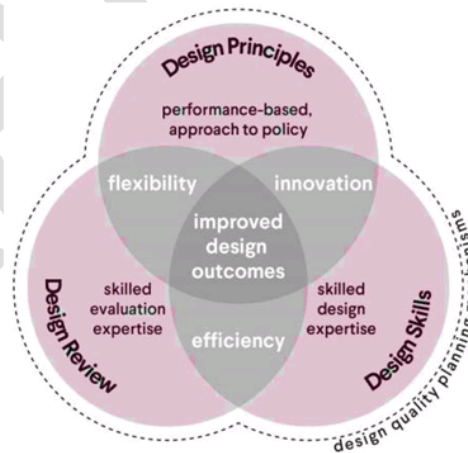 Design Principles
performance-based,
approach to policy
flexibility
innovation
improved
design
outcomes
skilled
evaluation
expertise
skilled
design
expertise
efficiency
Design Review
Design Skills
design quality planning